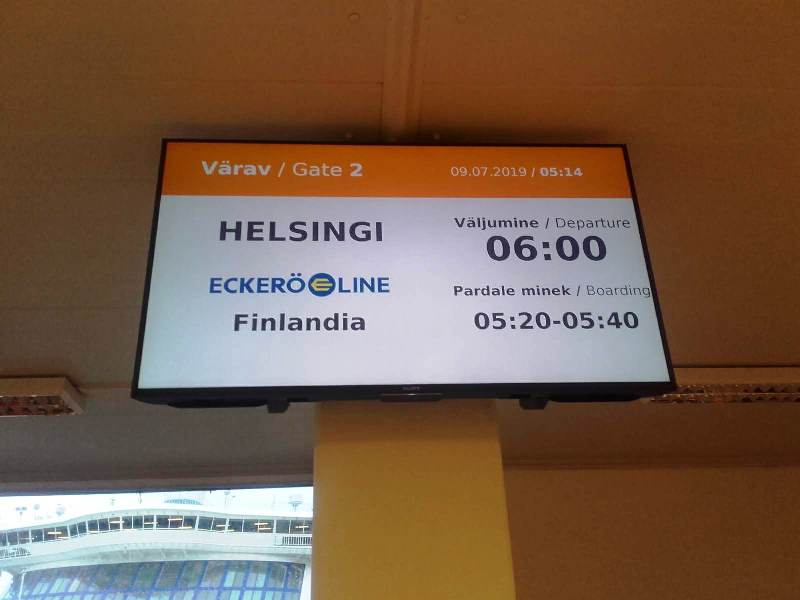 Värav / Gate 2
09.07.2019 / 05:14
HELSINGI
ECKERÖ LINE
Finlandia
Väljumine / Departure
06:00
Pardale minek / Boarding
05:20-05:40